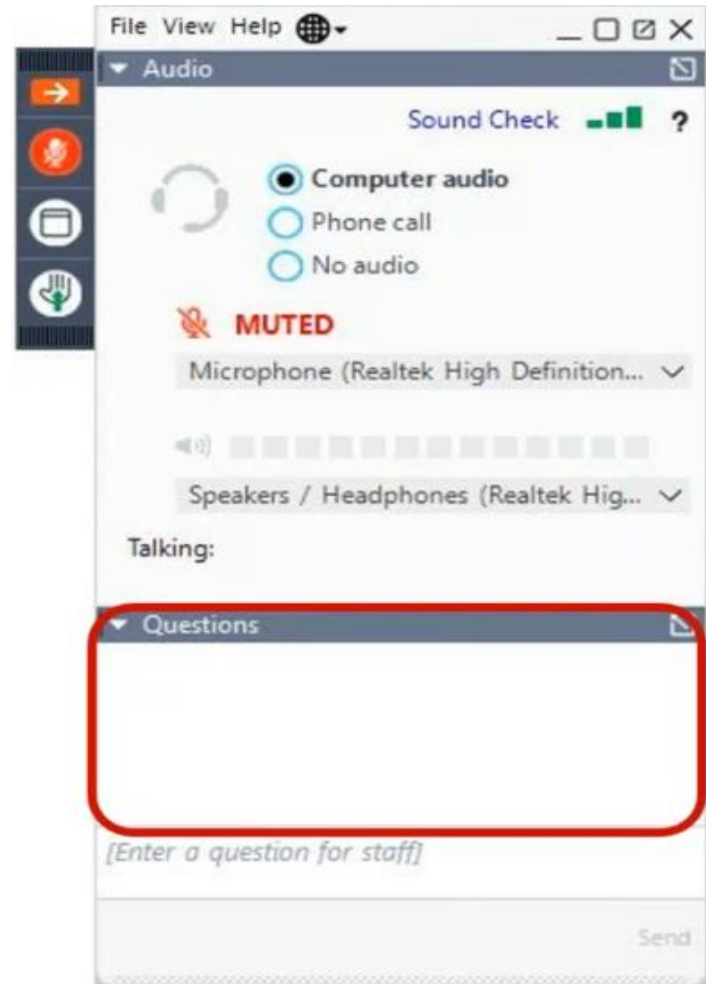 File View Help
Audio
Sound Check ?
Computer audio
Phone call
No audio
MUTED
Microphone (Realtek High Definition...
Speakers / Headphones (Realtek Hig...
Talking:
Questions
[Enter a question for staff]
Send